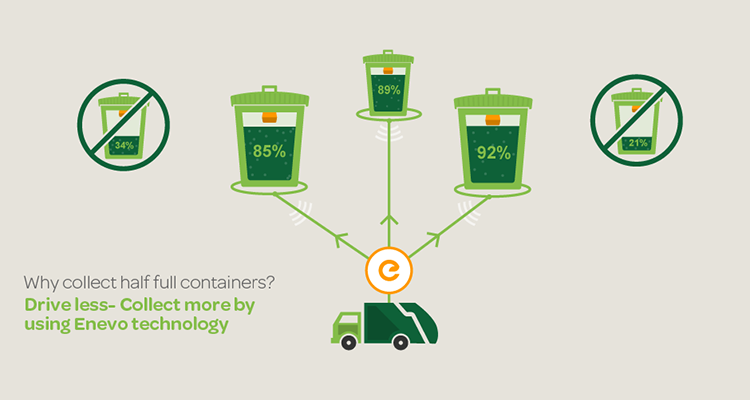 89%
34%
85%
92%
21%
e
Why collect half full containers?
Drive less- Collect more by
using Enevo technology